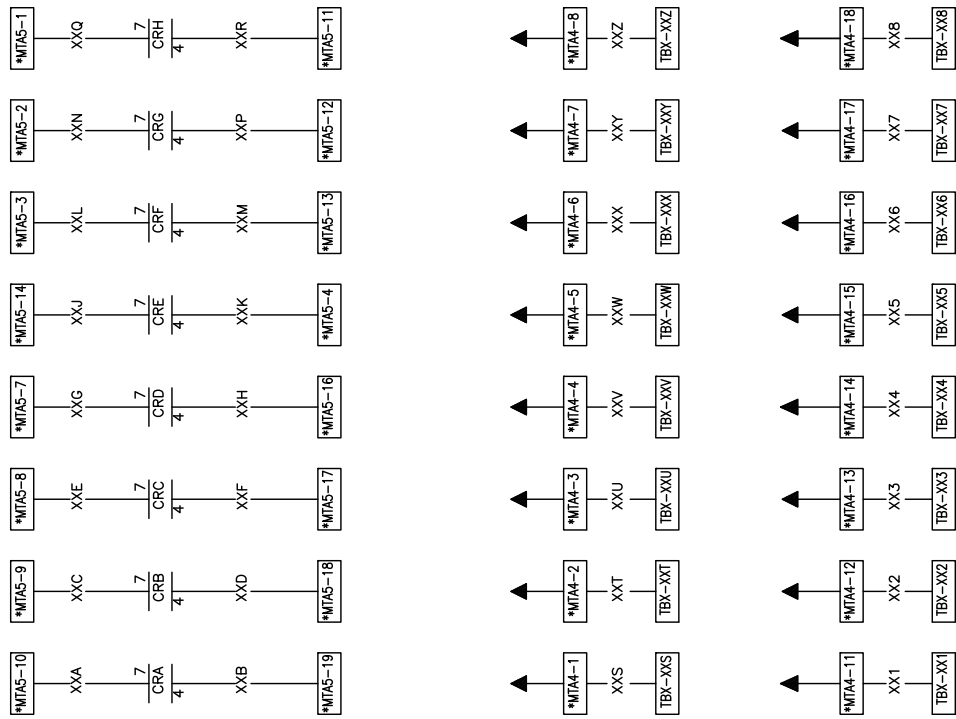 *MTA5-1 XXQ 7 CRH 4 XXR *MTA5-11
*MTA5-2 XXN 7 CRG 4 XXP *MTA5-12
*MTA5-3 XXL 7 CRF 4 XXM *MTA5-13
*MTA5-14 XXJ 7 CRE 4 XXK *MTA5-4
*MTA5-7 XXG 7 CRD 4 XXH *MTA5-16
*MTA5-8 XXE 7 CRC 4 XXF *MTA5-17
*MTA5-9 XXC 7 CRB 4 XXD *MTA5-18
*MTA5-10 XXA 7 CRA 4 XXB *MTA5-19
*MTA4-8 XXZ TBX-XXZ
*MTA4-7 XXY TBX-XXY
*MTA4-6 XXX TBX-XXX
*MTA4-5 XXW TBX-XXW
*MTA4-4 XXV TBX-XXV
*MTA4-3 XXU TBX-XXU
*MTA4-2 XXT TBX-XXT
*MTA4-1 XXS TBX-XXS
*MTA4-18 XX8 TBX-XX8
*MTA4-17 XX7 TBX-XX7
*MTA4-16 XX6 TBX-XX6
*MTA4-15 XX5 TBX-XX5
*MTA4-14 XX4 TBX-XX4
*MTA4-13 XX3 TBX-XX3
*MTA4-12 XX2 TBX-XX2
*MTA4-11 XX1 TBX-XX1